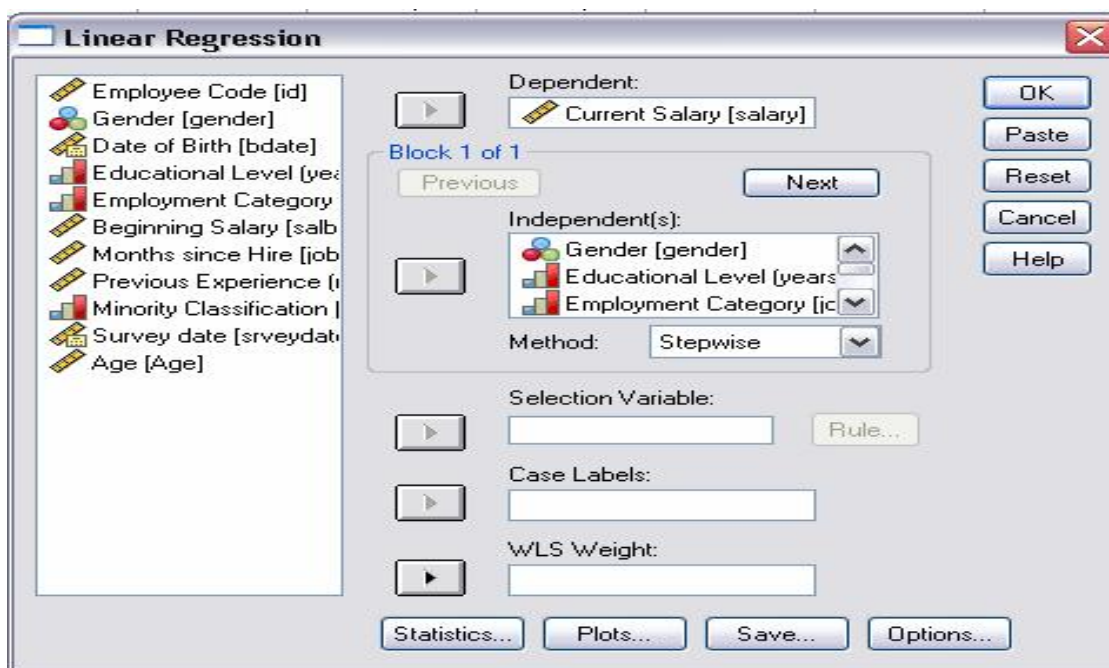 Linear Regression
Employee Code [id]
Gender [gender]
Date of Birth [bdate]
Educational Level (yea
Employment Category
Beginning Salary [salb
Months since Hire [job
Previous Experience (
Minority Classification [
Survey date [srveydat
Age [Age]
Dependent:
Current Salary [salary]
Block 1 of 1
Previous
Next
Independent(s):
Gender [gender]
Educational Level (years
Employment Category [jc
Method:
Stepwise
Selection Variable:
Rule...
Case Labels:
WLS Weight:
Statistics...
Plots...
Save...
Options...
OK
Paste
Reset
Cancel
Help